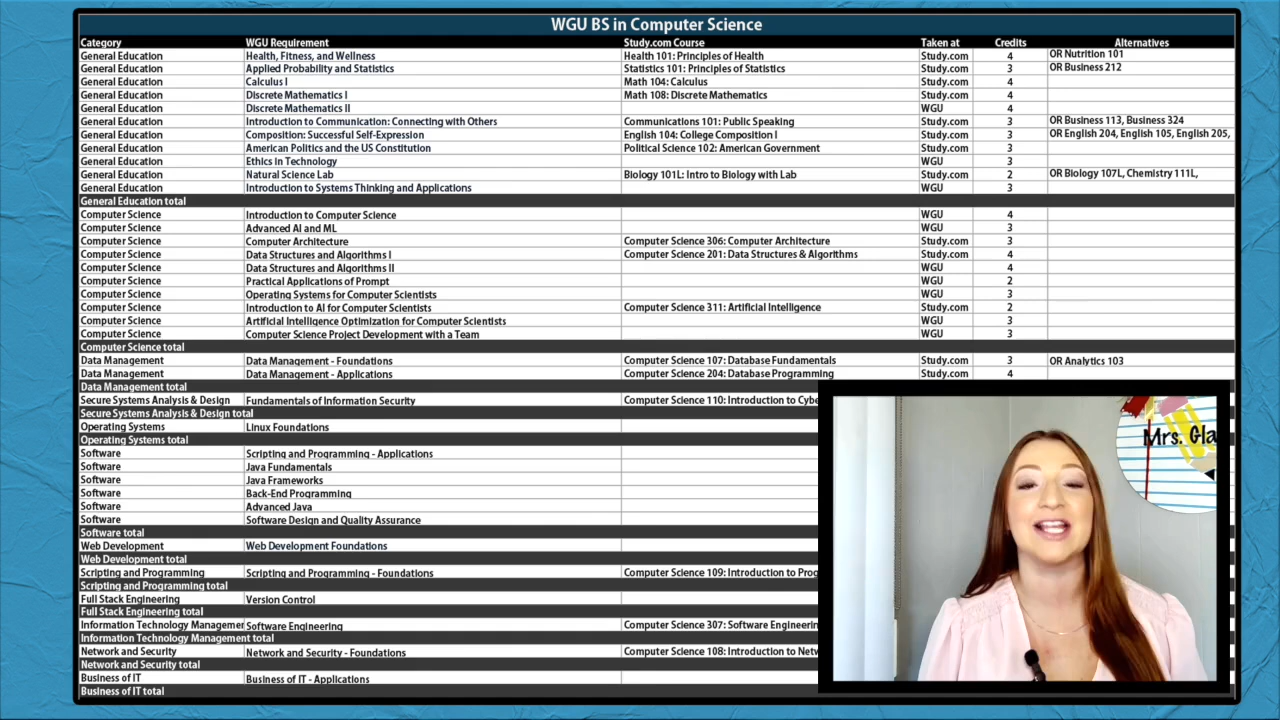 WGU BS in Computer Science
Category WGU Requirement Study.com Course Taken at Credits Alternatives
General Education Health, Fitness, and Wellness Health 101: Principles of Health Study.com 4 OR Nutrition 101
General Education Applied Probability and Statistics Statistics 101: Principles of Statistics Study.com 3 OR Business 212
General Education Calculus I Math 104: Calculus Study.com 4
General Education Discrete Mathematics I Math 108: Discrete Mathematics Study.com 4
General Education Discrete Mathematics II WGU 4
General Education Introduction to Communication: Connecting with Others Communications 101: Public Speaking Study.com 3 OR Business 113, Business 324
General Education Composition: Successful Self-Expression English 104: College Composition I Study.com 3 OR English 204, English 105, English 205,
General Education American Politics and the US Constitution Political Science 102: American Government Study.com 3
General Education Ethics in Technology WGU 3
General Education Natural Science Lab Biology 101L: Intro to Biology with Lab Study.com 2 OR Biology 107L, Chemistry 111L,
General Education Introduction to Systems Thinking and Applications WGU 3
General Education total
Computer Science Introduction to Computer Science WGU 4
Computer Science Advanced AI and ML WGU 3
Computer Science Computer Architecture Computer Science 306: Computer Architecture Study.com 3
Computer Science Data Structures and Algorithms I Computer Science 201: Data Structures & Algorithms Study.com 4
Computer Science Data Structures and Algorithms II WGU 4
Computer Science Practical Applications of Prompt WGU 2
Computer Science Operating Systems for Computer Scientists WGU 3
Computer Science Introduction to AI for Computer Scientists Computer Science 311: Artificial Intelligence Study.com 2
Computer Science Artificial Intelligence Optimization for Computer Scientists WGU 3
Computer Science Computer Science Project Development with a Team WGU 3
Computer Science total
Data Management Data Management - Foundations Computer Science 107: Database Fundamentals Study.com 3 OR Analytics 103
Data Management Data Management - Applications Computer Science 204: Database Programming Study.com 4
Data Management total
Secure Systems Analysis & Design Fundamentals of Information Security Computer Science 110: Introduction to Cybe
Secure Systems Analysis & Design total
Operating Systems Linux Foundations
Operating Systems total
Software Scripting and Programming - Applications
Software Java Fundamentals
Software Java Frameworks
Software Back-End Programming
Software Advanced Java
Software Software Design and Quality Assurance
Software total
Web Development Web Development Foundations
Web Development total
Scripting and Programming Scripting and Programming - Foundations Computer Science 109: Introduction to Prog
Scripting and Programming total
Full Stack Engineering Version Control
Full Stack Engineering total
Information Technology Managemer Software Engineering Computer Science 307: Software Engineerin
Information Technology Management total
Network and Security Network and Security - Foundations Computer Science 108: Introduction to Netw
Network and Security total
Business of IT Business of IT - Applications
Business of IT total
Mrs. Gla